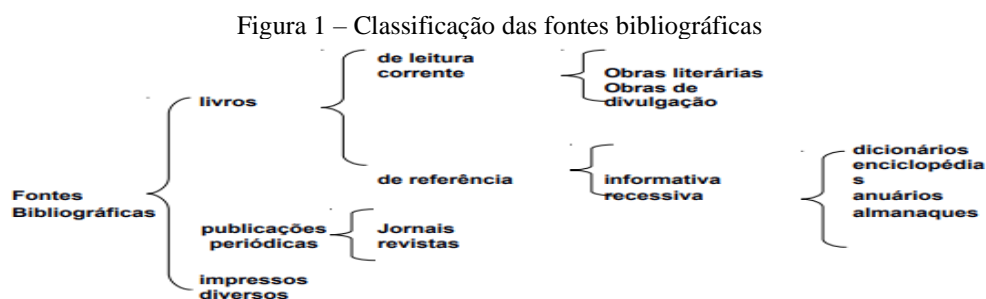 Figura 1 – Classificação das fontes bibliográficas
de leitura
corrente
Obras literárias
Obras de
divulgação
livros
dicionários
enciclopédia
s
anuários
almanaques
de referência
informativa
recessiva
Fontes
Bibliográficas
publicações
periódicas
Jornais
revistas
impressos
diversos